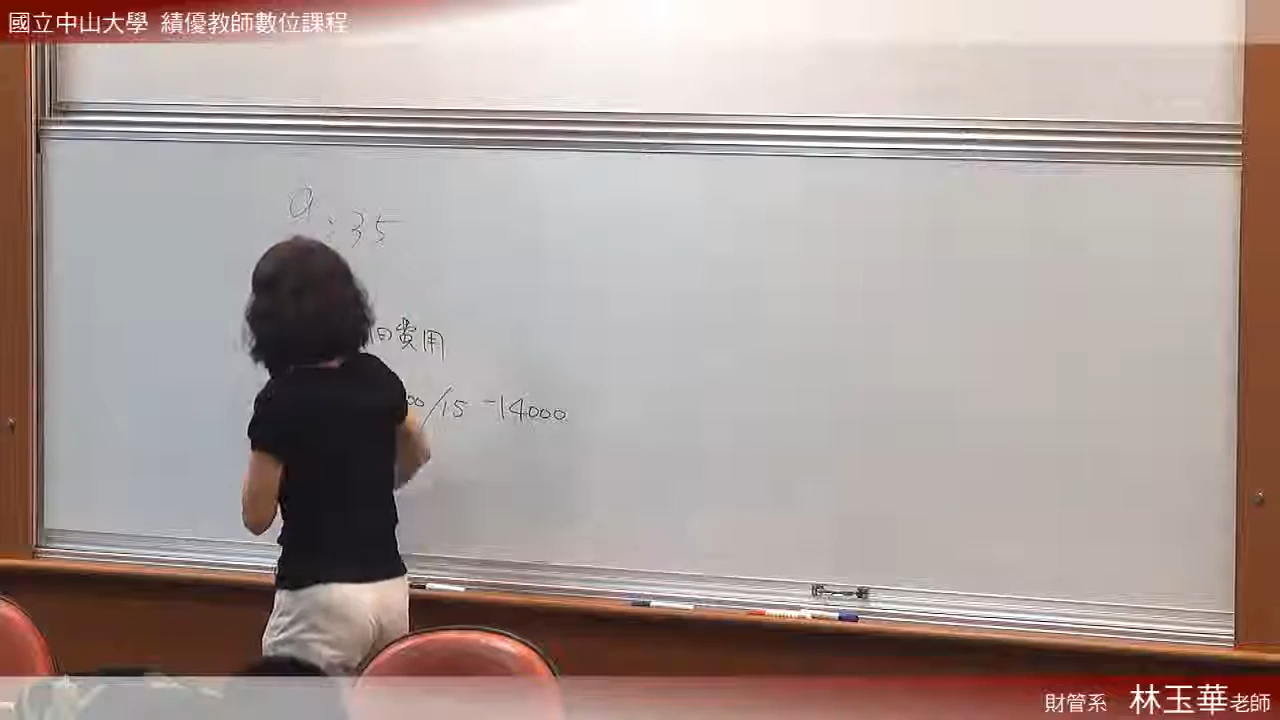 國立中山大學 績優教師數位課程
a
: 35
費用
00/15 -14000
財管系 林玉華老師